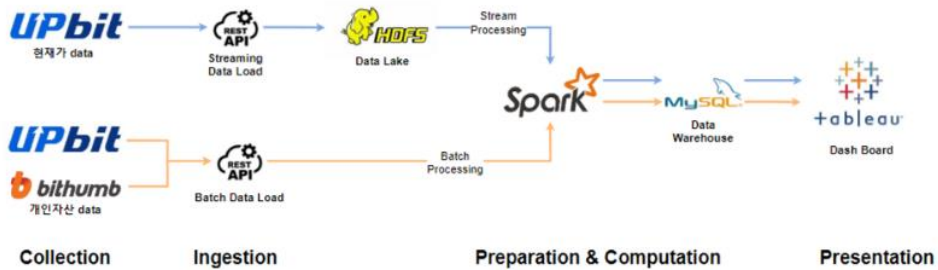 UPbit
현재가 data
REST
API
Streaming
Data Load
HDFS
Data Lake
Stream
Processing
Spark
MySQL
Data
Warehouse
+ableau
Dash Board
UPbit
bithumb
개인자산 data
REST
API
Batch Data Load
Batch
Processing
Collection
Ingestion
Preparation & Computation
Presentation